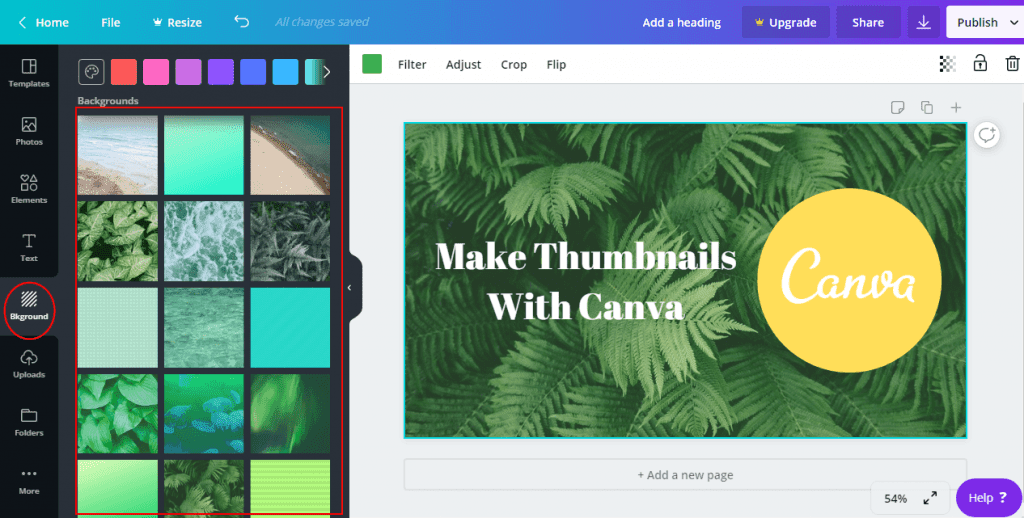 Home
File
Resize
All changes saved
Add a heading
Upgrade
Share
Publish
Templates
Photos
Elements
Text
Bkground
Uploads
Folders
More
Backgrounds
Filter
Adjust
Crop
Flip
Make Thumbnails
With Canva
Canva
+ Add a new page
54%
Help ?